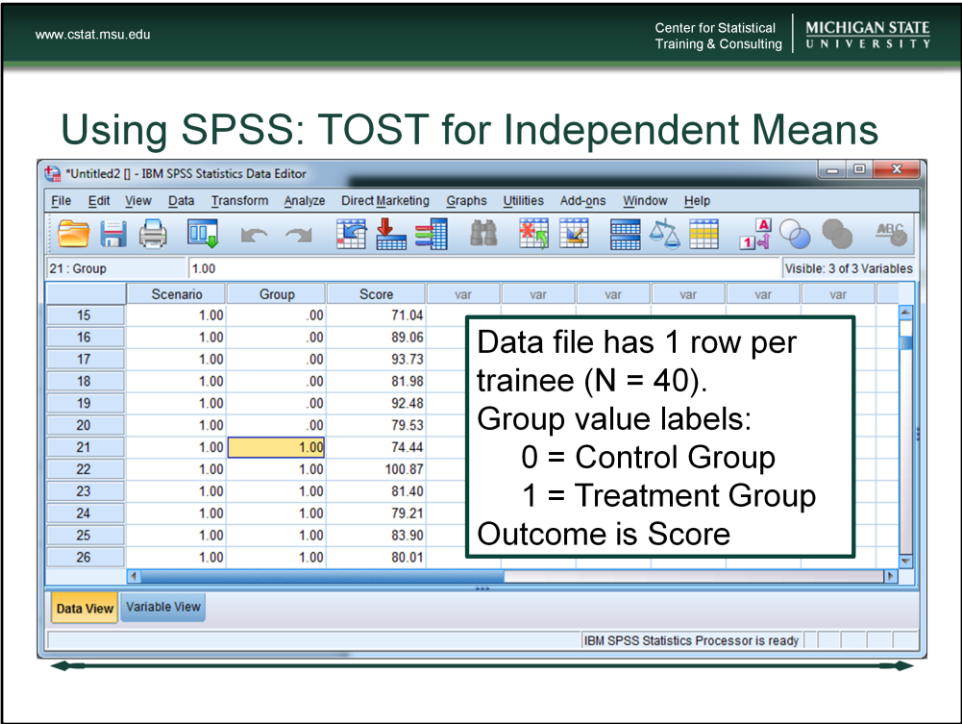 www.cstat.msu.edu
Center for Statistical
Training & Consulting
MICHIGAN STATE
UNIVERSITY
Using SPSS: TOST for Independent Means
*Untitled2 [] - IBM SPSS Statistics Data Editor
File Edit View Data Transform Analyze Direct Marketing Graphs Utilities Add-ons Window Help
A
1
ABC
21 : Group 1.00 Visible: 3 of 3 Variables
Scenario Group Score var var var var var var
15 1.00 .00 71.04
16 1.00 .00 89.06
17 1.00 .00 93.73
18 1.00 .00 81.98
19 1.00 .00 92.48
20 1.00 .00 79.53
21 1.00 1.00 74.44
22 1.00 1.00 100.87
23 1.00 1.00 81.40
24 1.00 1.00 79.21
25 1.00 1.00 83.90
26 1.00 1.00 80.01
Data file has 1 row per
trainee (N = 40).
Group value labels:
0 = Control Group
1 = Treatment Group
Outcome is Score
Data View Variable View
IBM SPSS Statistics Processor is ready